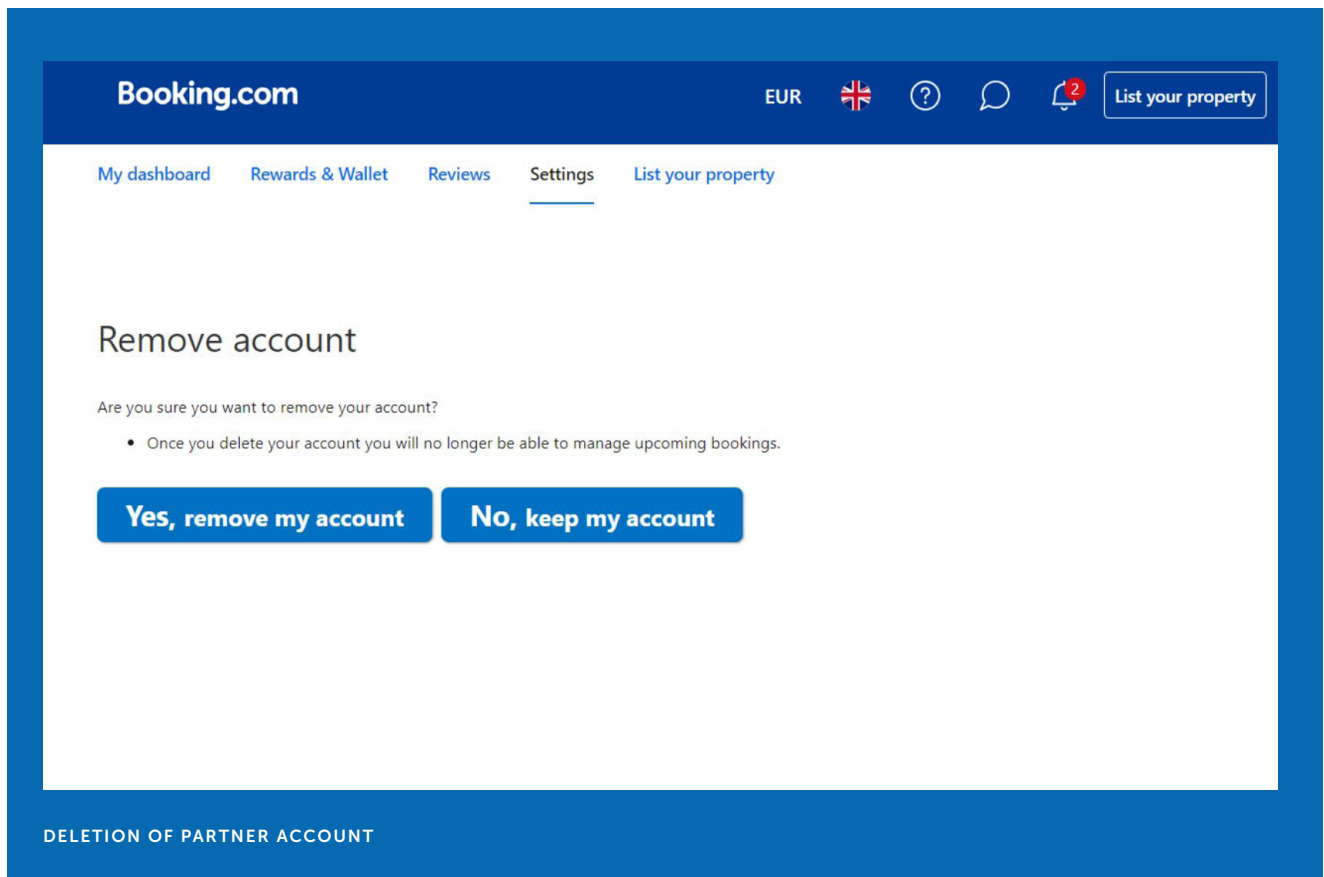 Booking.com
EUR
2
List your property
My dashboard
Rewards & Wallet
Reviews
Settings
List your property
Remove account
Are you sure you want to remove your account?
• Once you delete your account you will no longer be able to manage upcoming bookings.
Yes, remove my account
No, keep my account
DELETION OF PARTNER ACCOUNT